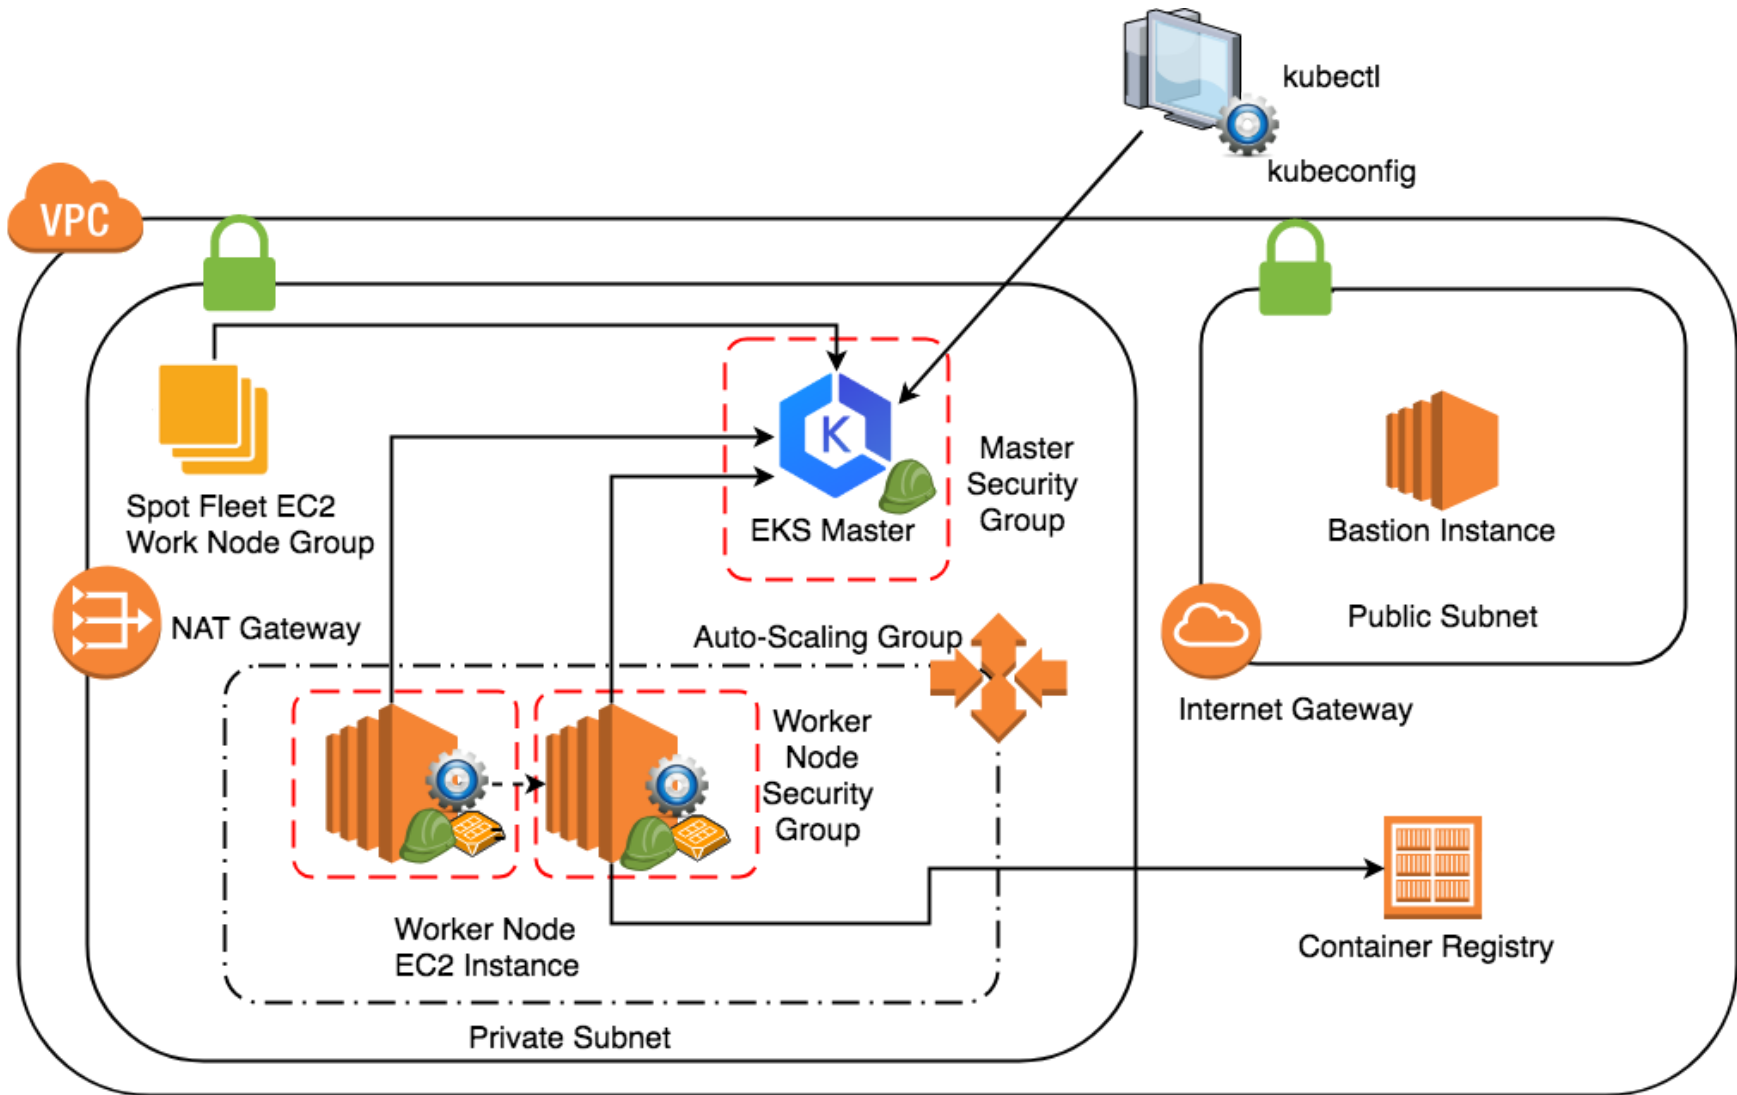 kubectl
kubeconfig
VPC
Spot Fleet EC2
Work Node Group
K
EKS Master
Master
Security
Group
Bastion Instance
Public Subnet
NAT Gateway
Auto-Scaling Group
Internet Gateway
Worker
Node
Security
Group
Worker Node
EC2 Instance
Container Registry
Private Subnet